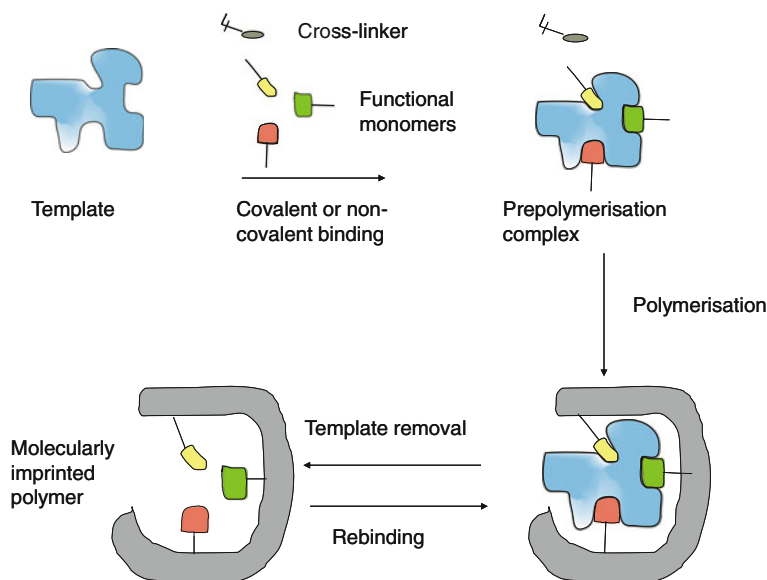 Cross-linker
Functional
monomers
Template
Covalent or non-
covalent binding
Prepolymerisation
complex
Polymerisation
Molecularly
imprinted
polymer
Template removal
Rebinding